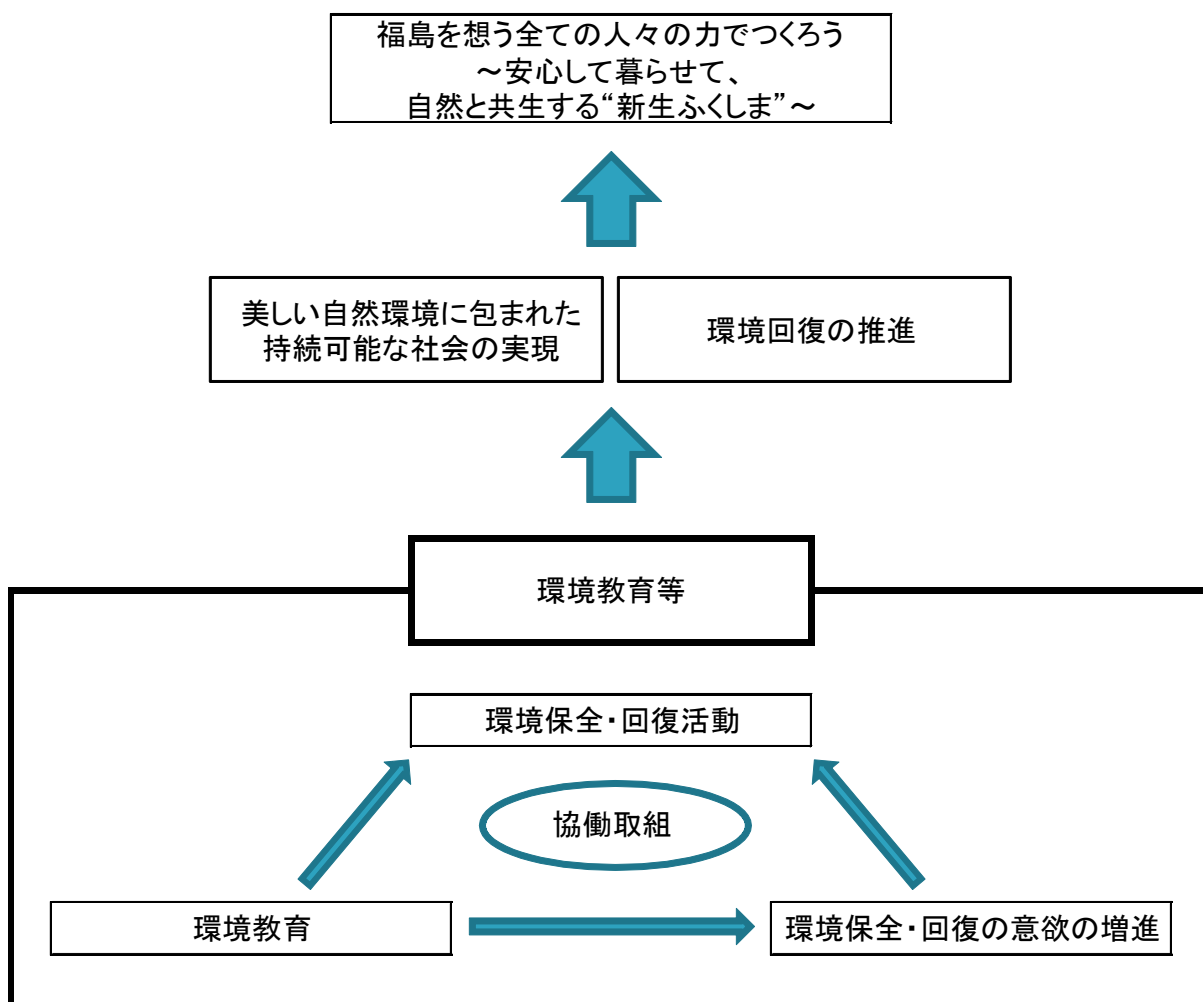 福島を想う全ての人々の力でつくろう
～安心して暮らせて、
自然と共生する“新生ふくしま”～
美しい自然環境に包まれた
持続可能な社会の実現
環境回復の推進
環境教育等
環境保全・回復活動
協働取組
環境教育
環境保全・回復の意欲の増進